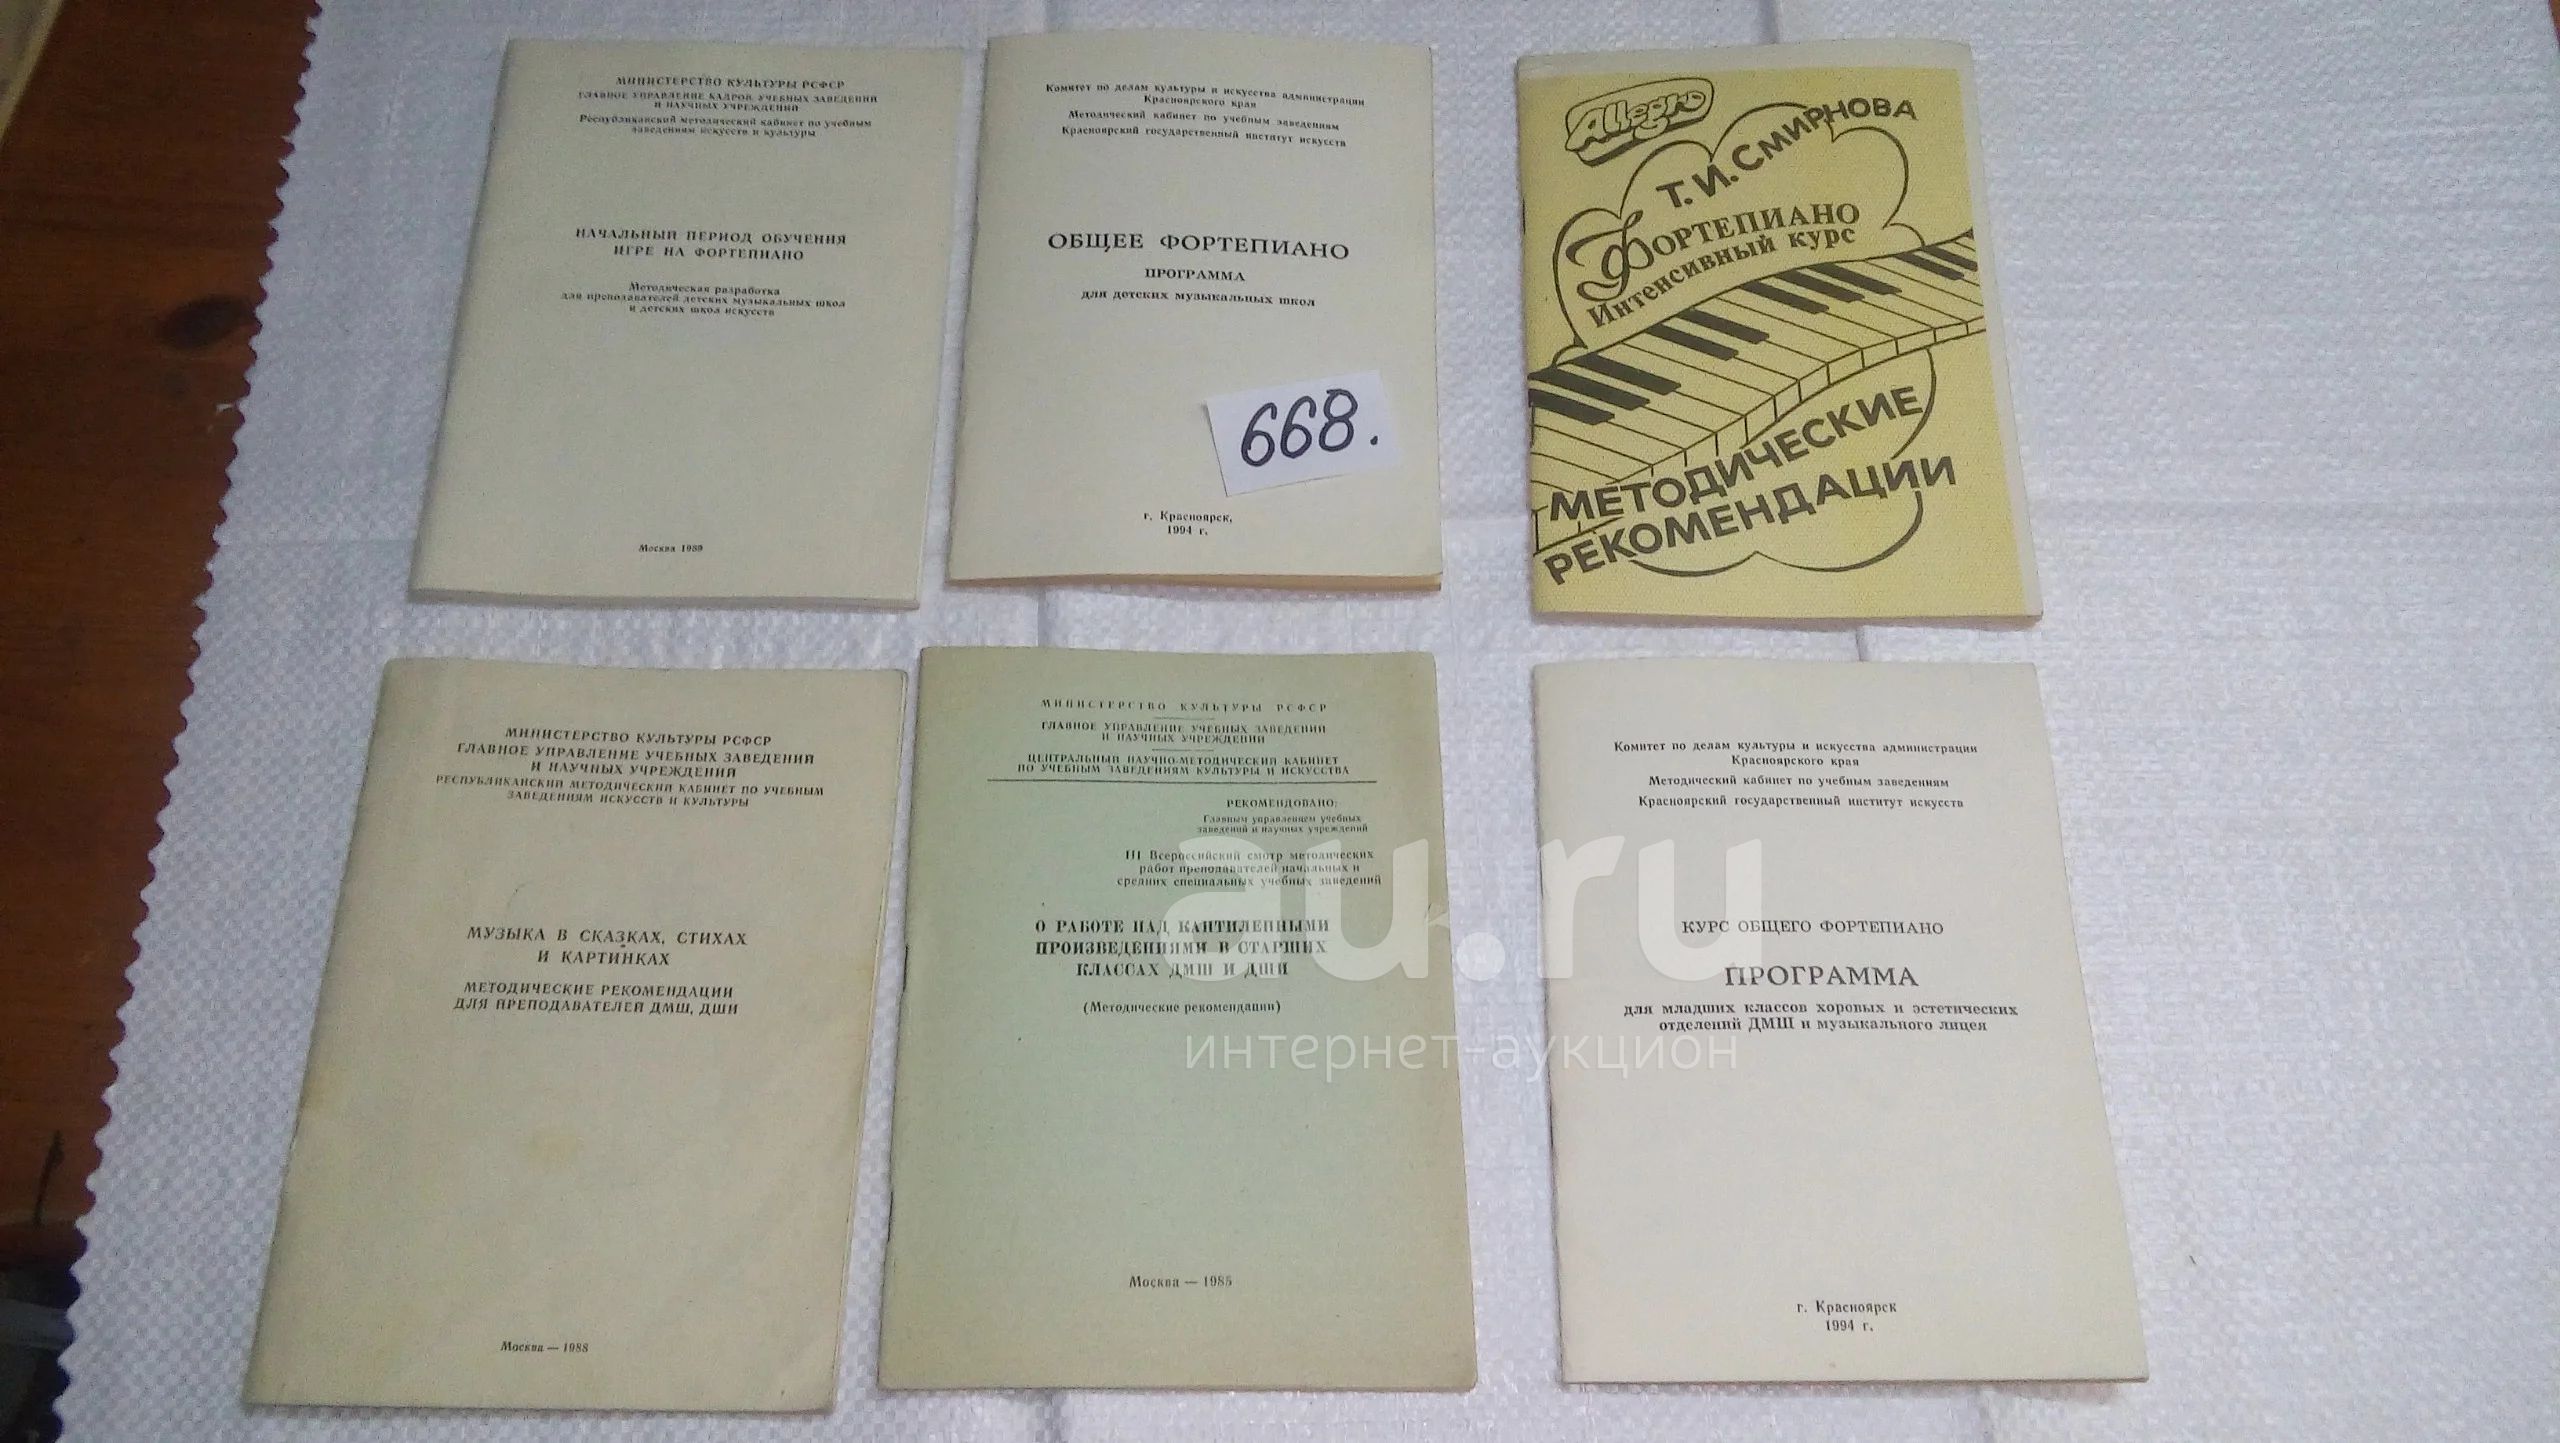 МИНИСТЕРСТВО КУЛЬТУРЫ РСФСР
ГЛАВНОЕ УПРАВЛЕНИЕ КАДРОВ, УЧЕБНЫХ ЗАВЕДЕНИЙ
И НАУЧНЫХ УЧРЕЖДЕНИЙ
Республиканский методический кабинет по учебным
заведениям искусств и культуры
НАЧАЛЬНЫЙ ПЕРИОД ОБУЧЕНИЯ
ИГРЕ НА ФОРТЕПИАНО
Методическая разработка
для преподавателей детских музыкальных школ
и детских школ искусств
Москва 1989
Комитет по делам культуры и искусства администрации
Красноярского края
Методический кабинет по учебным заведениям
Красноярский государственный институт искусств
ОБЩЕЕ ФОРТЕПИАНО
ПРОГРАММА
для детских музыкальных школ
668.
г. Красноярск,
1994 г.
Allegro
Т.И. СМИРНОВА
ФОРТЕПИАНО
Интенсивный курс
МЕТОДИЧЕСКИЕ
РЕКОМЕНДАЦИИ
МИНИСТЕРСТВО КУЛЬТУРЫ РСФСР
ГЛАВНОЕ УПРАВЛЕНИЕ УЧЕБНЫХ ЗАВЕДЕНИЙ
И НАУЧНЫХ УЧРЕЖДЕНИЙ
РЕСПУБЛИКАНСКИЙ МЕТОДИЧЕСКИЙ КАБИНЕТ ПО УЧЕБНЫМ
ЗАВЕДЕНИЯМ ИСКУССТВ И КУЛЬТУРЫ
МУЗЫКА В СКАЗКАХ, СТИХАХ
И КАРТИНКАХ
МЕТОДИЧЕСКИЕ РЕКОМЕНДАЦИИ
ДЛЯ ПРЕПОДАВАТЕЛЕЙ ДМШ, ДШИ
Москва — 1988
МИНИСТЕРСТВО КУЛЬТУРЫ РСФСР
ГЛАВНОЕ УПРАВЛЕНИЕ УЧЕБНЫХ ЗАВЕДЕНИЙ
И НАУЧНЫХ УЧРЕЖДЕНИЙ
ЦЕНТРАЛЬНЫЙ НАУЧНО-МЕТОДИЧЕСКИЙ КАБИНЕТ
ПО УЧЕБНЫМ ЗАВЕДЕНИЯМ КУЛЬТУРЫ И ИСКУССТВА
РЕКОМЕНДОВАНО:
Главным управлением учебных
заведений и научных учреждений
III Всероссийский смотр методических
работ преподавателей начальных и
средних специальных учебных заведений
О РАБОТЕ НАД КАНТИЛЕННЫМИ
ПРОИЗВЕДЕНИЯМИ В СТАРШИХ
КЛАССАХ ДМШ И ДШИ
(Методические рекомендации)
Москва — 1985
Комитет по делам культуры и искусства администрации
Красноярского края
Методический кабинет по учебным заведениям
Красноярский государственный институт искусств
КУРС ОБЩЕГО ФОРТЕПИАНО
ПРОГРАММА
для младших классов хоровых и эстетических
отделений ДМШ и музыкального лицея
г. Красноярск
1994 г.
au.ru
интернет-аукцион